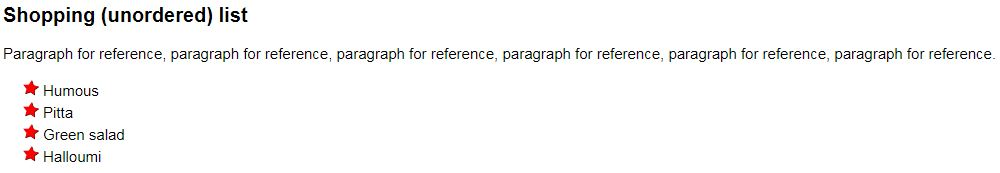 Shopping (unordered) list
Paragraph for reference, paragraph for reference, paragraph for reference, paragraph for reference, paragraph for reference, paragraph for reference.
Humous
Pitta
Green salad
Halloumi